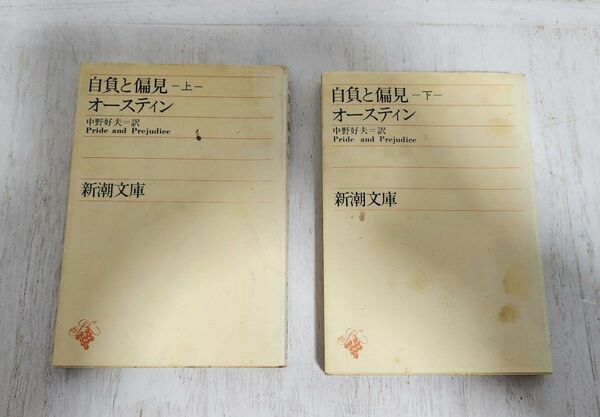 自負と偏見 —上—
オースティン
中野好夫=訳
Pride and Prejudice
新潮文庫
自負と偏見 —下—
オースティン
中野好夫=訳
Pride and Prejudice
新潮文庫